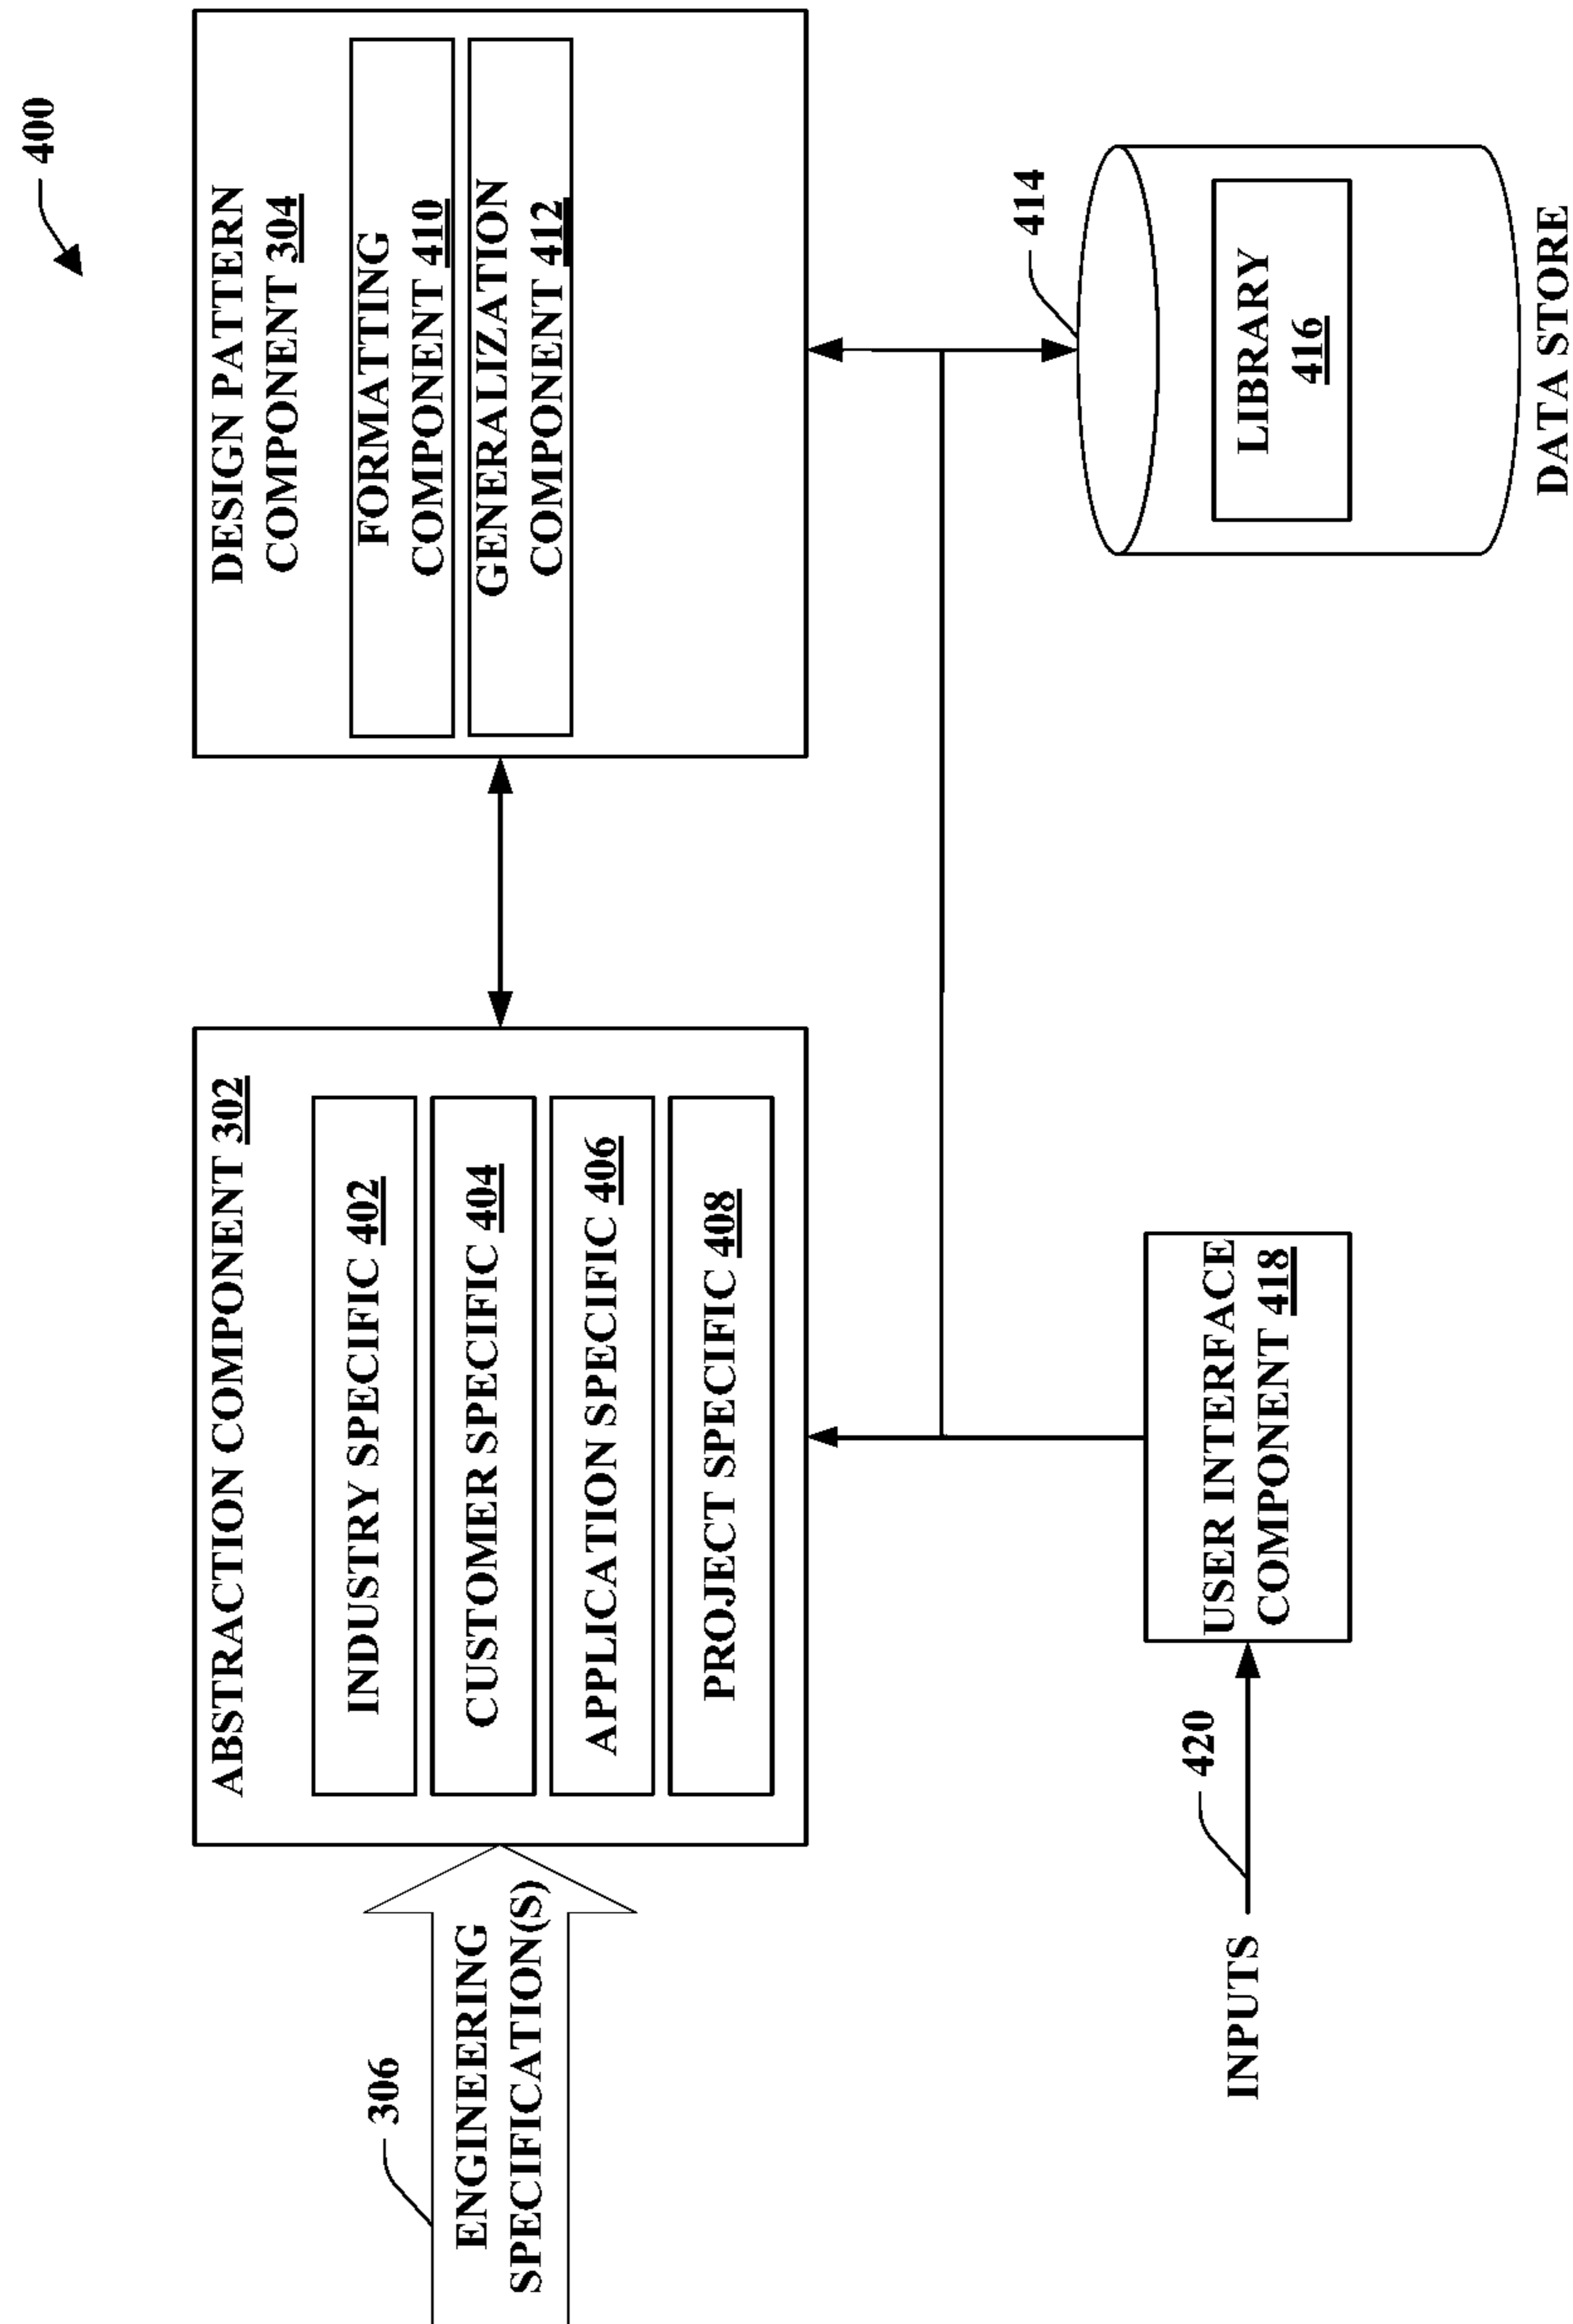 400
306
ENGINEERING
SPECIFICATION(S)
ABSTRACTION COMPONENT 302
INDUSTRY SPECIFIC 402
CUSTOMER SPECIFIC 404
APPLICATION SPECIFIC 406
PROJECT SPECIFIC 408
DESIGN PATTERN
COMPONENT 304
FORMATTING
COMPONENT 410
GENERALIZATION
COMPONENT 412
INPUTS
420
USER INTERFACE
COMPONENT 418
414
LIBRARY
416
DATA STORE